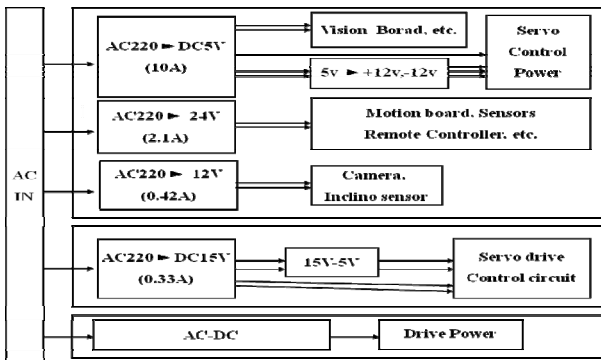 AC
IN
AC220 ► DC5V
(10A)
Vision Borad, etc.
5v ► +12v,-12v
Servo
Control
Power
AC220 ► 24V
(2.1A)
Motion board, Sensors
Remote Controller, etc.
AC220 ► 12V
(0.42A)
Camera,
Inclino sensor
AC220 ► DC15V
(0.33A)
15V-5V
Servo drive
Control circuit
AC-DC
Drive Power